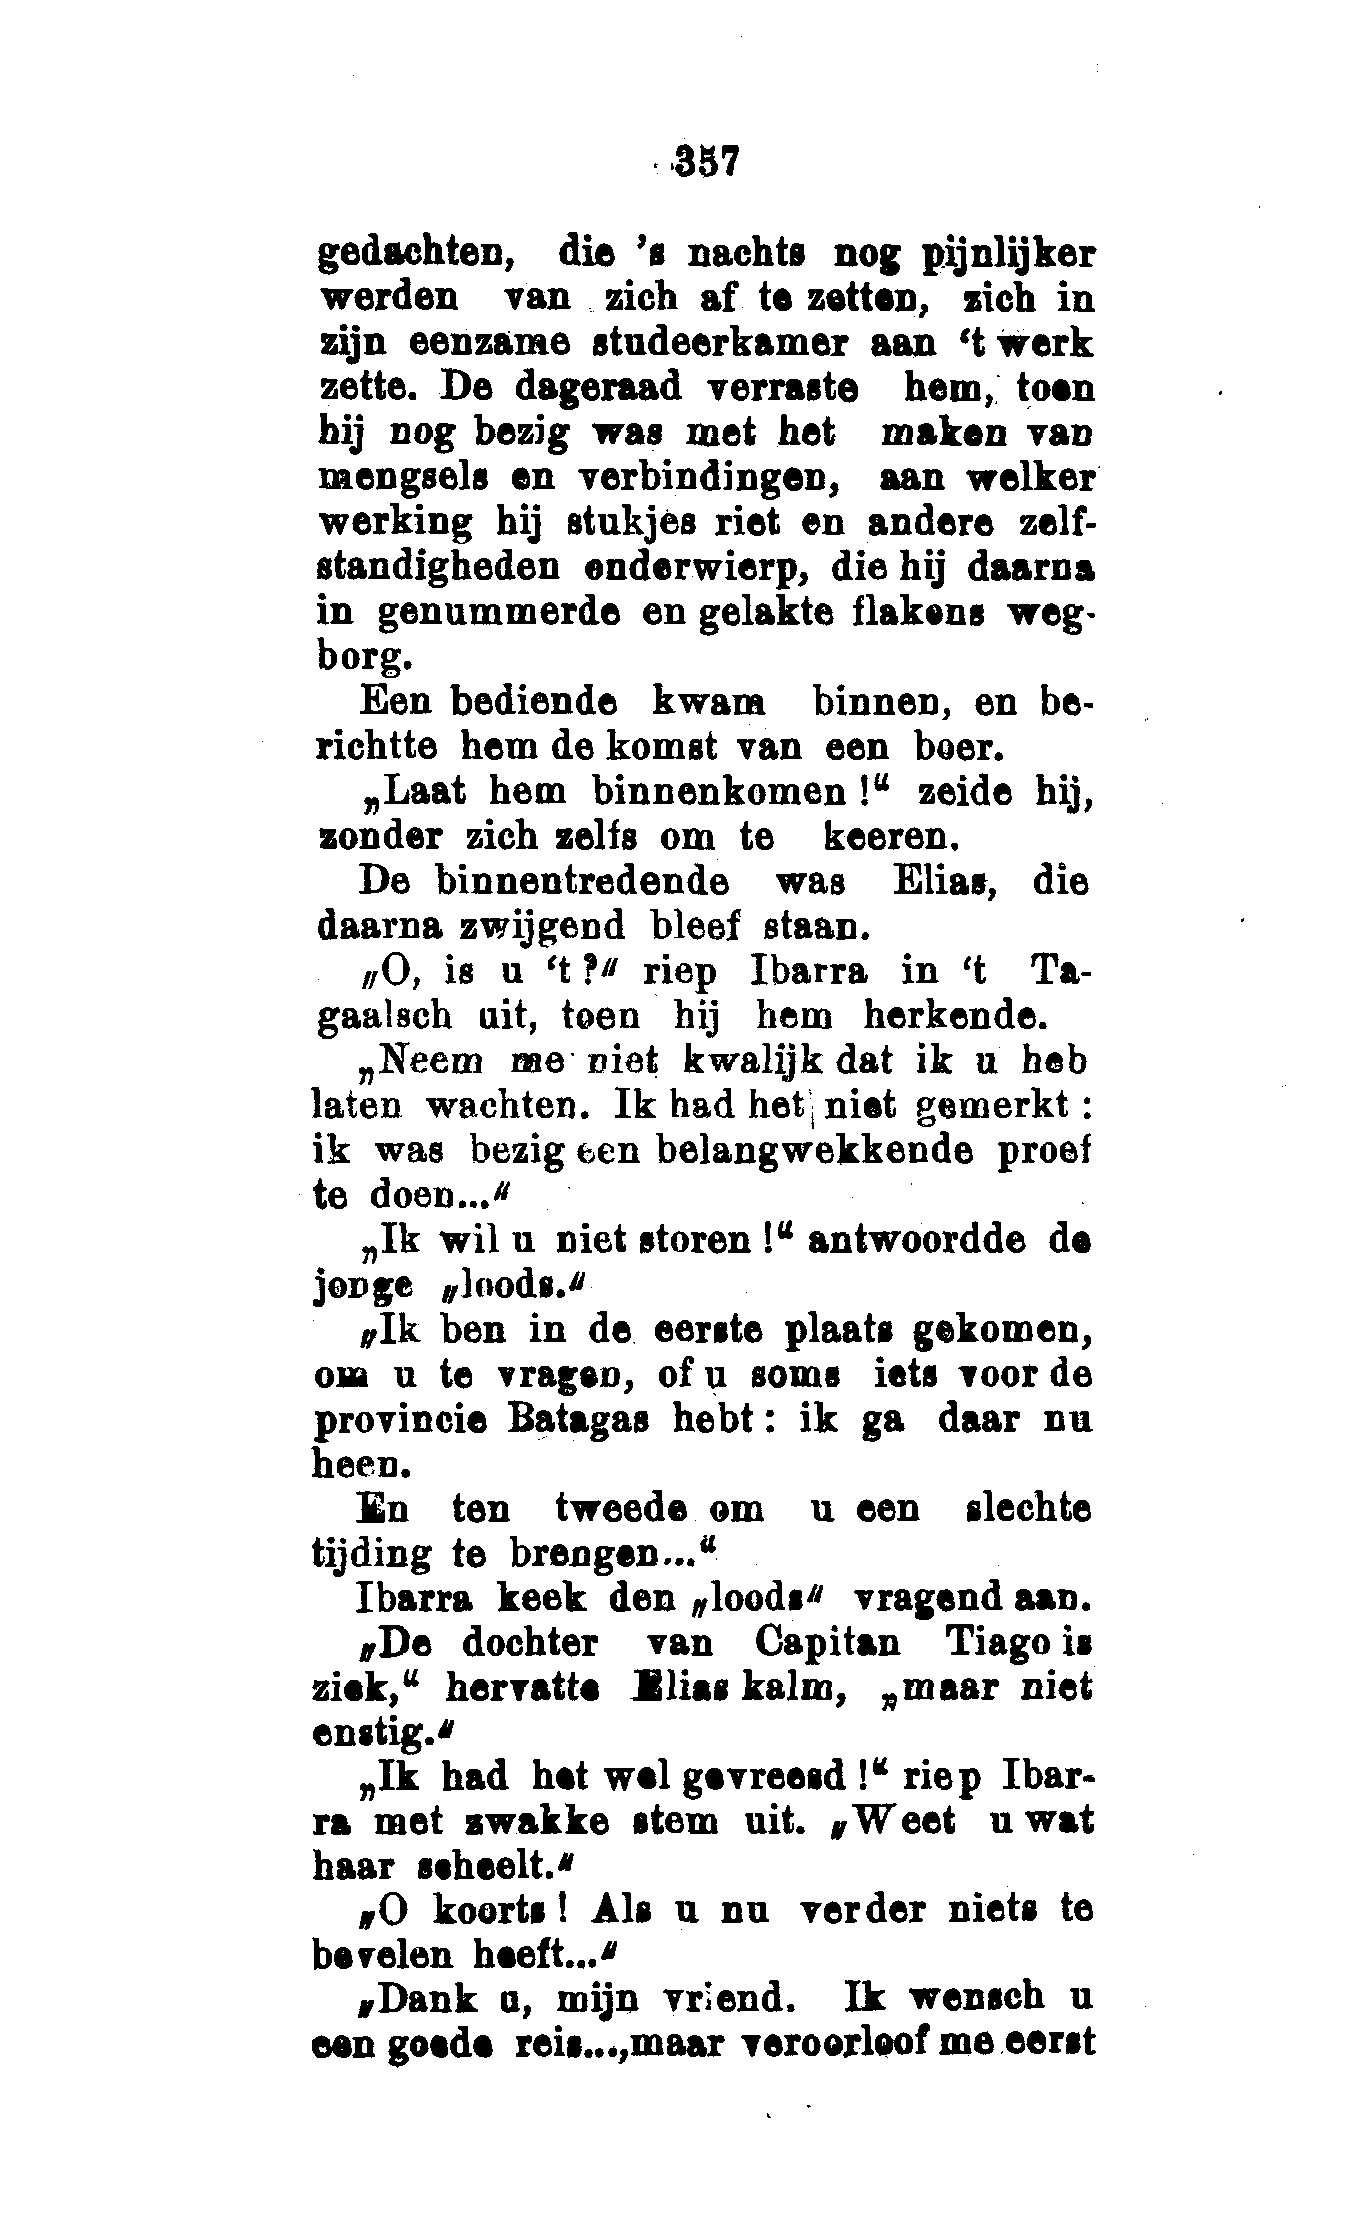 357
gedachten, die 's nachts nog pijnlijker
werden van zich af te zetten, zich in
zijn eenzame studeerkamer aan ‘t werk
zette. De dageraad verraste hem, toen
hij nog bezig was met het maken van
mengsels en verbindingen, aan welker
werking hij stukjes riet en andere zelf-
standigheden onderwierp, die hij daarna
in genummerde en gelakte flakons weg-
borg.
Een bediende kwam binnen, en be-
richtte hem de komst van een boer.
„Laat hem binnenkomen !“ zeide hij,
zonder zich zelfs om te keeren.
De binnentredende was Elias, die
daarna zwijgend bleef staan.
„O, is u ‘t ?“ riep Ibarra in ‘t Ta-
gaalsch uit, toen hij hem herkende.
„Neem me niet kwalijk dat ik u heb
laten wachten. Ik had het niet gemerkt :
ik was bezig een belangwekkende proef
te doen...“
„Ik wil u niet storen !“ antwoordde de
jonge „loods.“
„Ik ben in de eerste plaats gekomen,
om u te vragen, of u soms iets voor de
provincie Batagas hebt : ik ga daar nu
heen.
En ten tweede om u een slechte
tijding te brengen...“
Ibarra keek den „loods“ vragend aan.
„De dochter van Capitan Tiago is
ziek,“ hervatte Elias kalm, „maar niet
enstig.“
„Ik had het wel gevreesd !“ riep Ibar-
ra met zwakke stem uit. „Weet u wat
haar scheelt.“
„O koorts ! Als u nu verder niets te
bevelen heeft...“
„Dank u, mijn vriend. Ik wensch u
een goede reis...,maar veroorloof me eerst